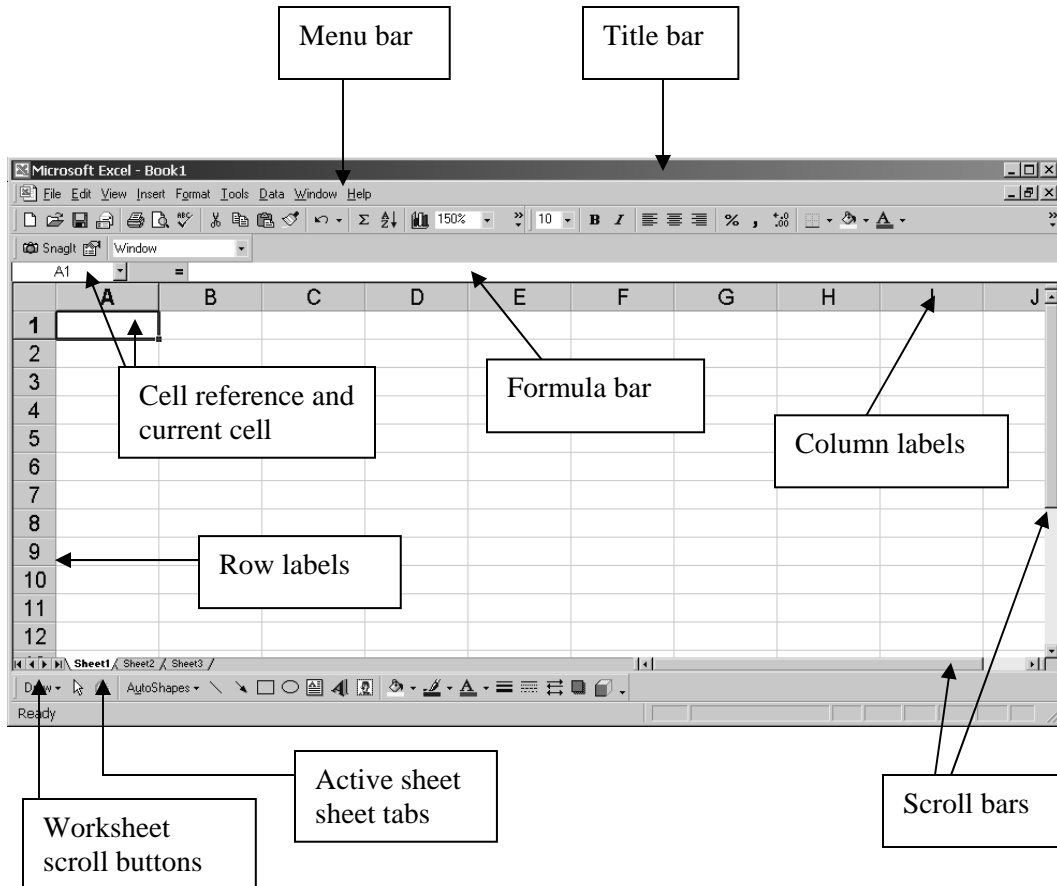 Menu bar
Title bar
Microsoft Excel - Book1
File Edit View Insert Format Tools Data Window Help
150% 10 B I % ,
SnagIt Window
A1 =
A B C D E F G H I J
1
2
3
4
5
6
7
8
9
10
11
12
Cell reference and
current cell
Formula bar
Column labels
Row labels
Sheet1 Sheet2 Sheet3
Draw AutoShapes
Ready
Active sheet
sheet tabs
Scroll bars
Worksheet
scroll buttons